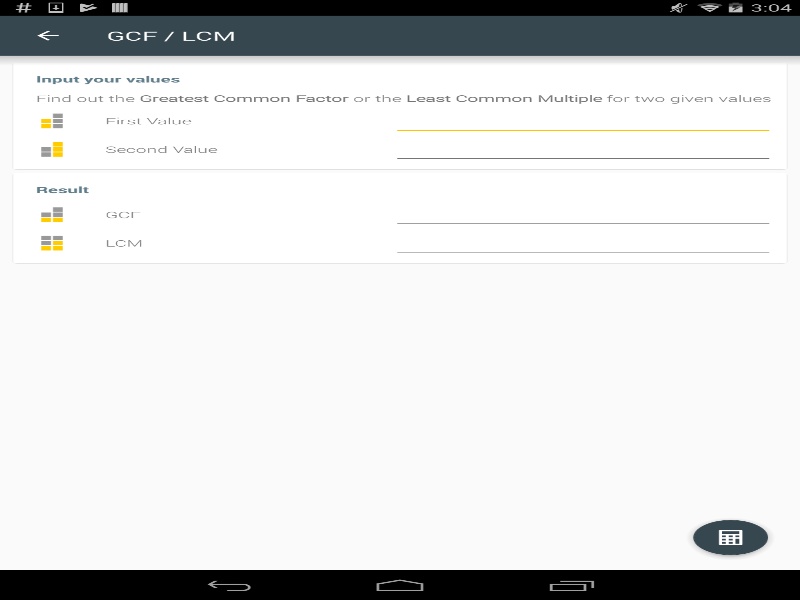 3:04
GCF / LCM
Input your values
Find out the Greatest Common Factor or the Least Common Multiple for two given values
First Value
Second Value
Result
GCF
LCM